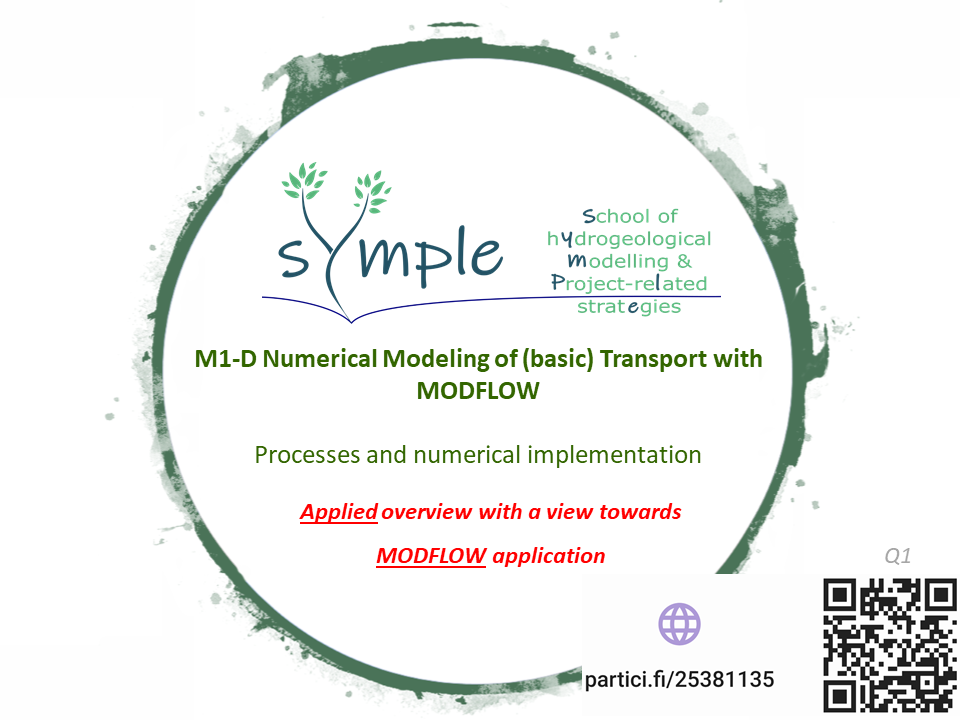 sYmple
School of
hydrogeological
modelling &
Project-related
strategies
M1-D Numerical Modeling of (basic) Transport with
MODFLOW
Processes and numerical implementation
Applied overview with a view towards
MODFLOW application
Q1
partici.fi/25381135